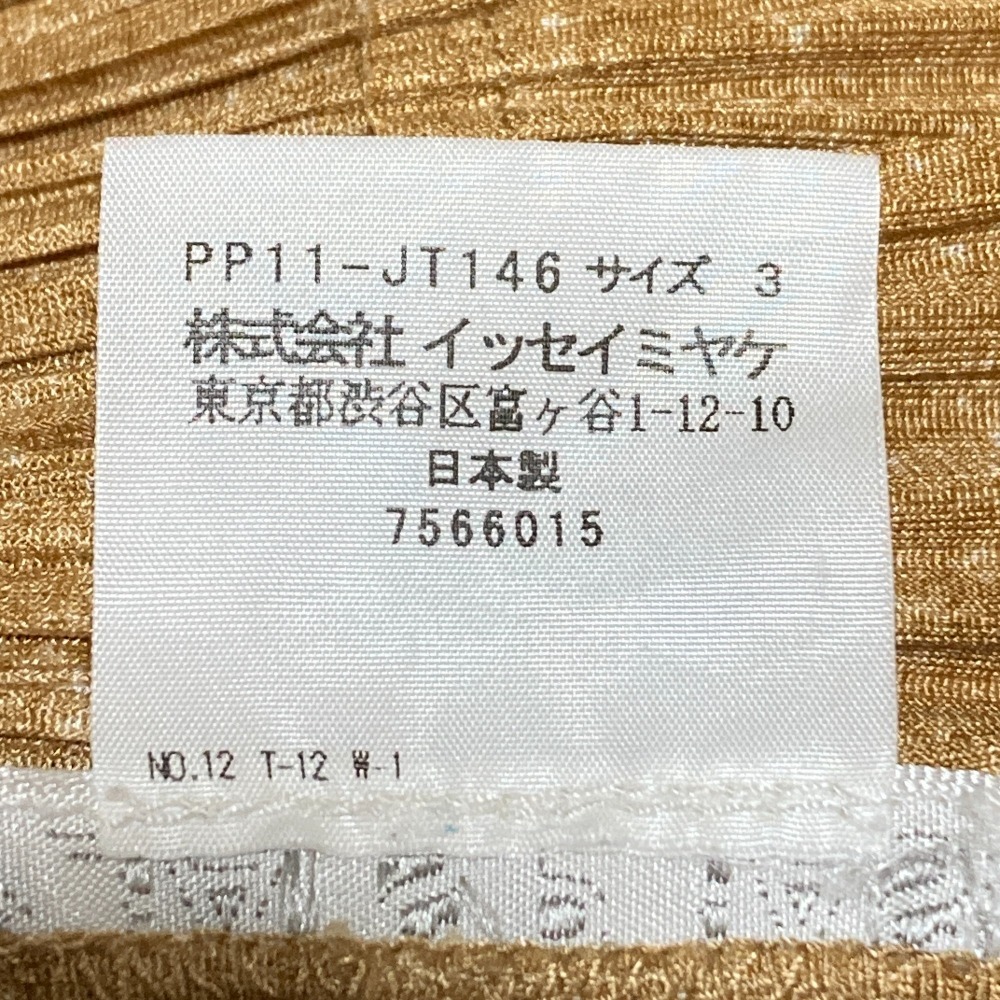 PP11-JT146 サイズ 3
株式会社 イッセイミヤケ
東京都渋谷区富ヶ谷1-12-10
日本製
7566015
NO.12 T-12 W-1